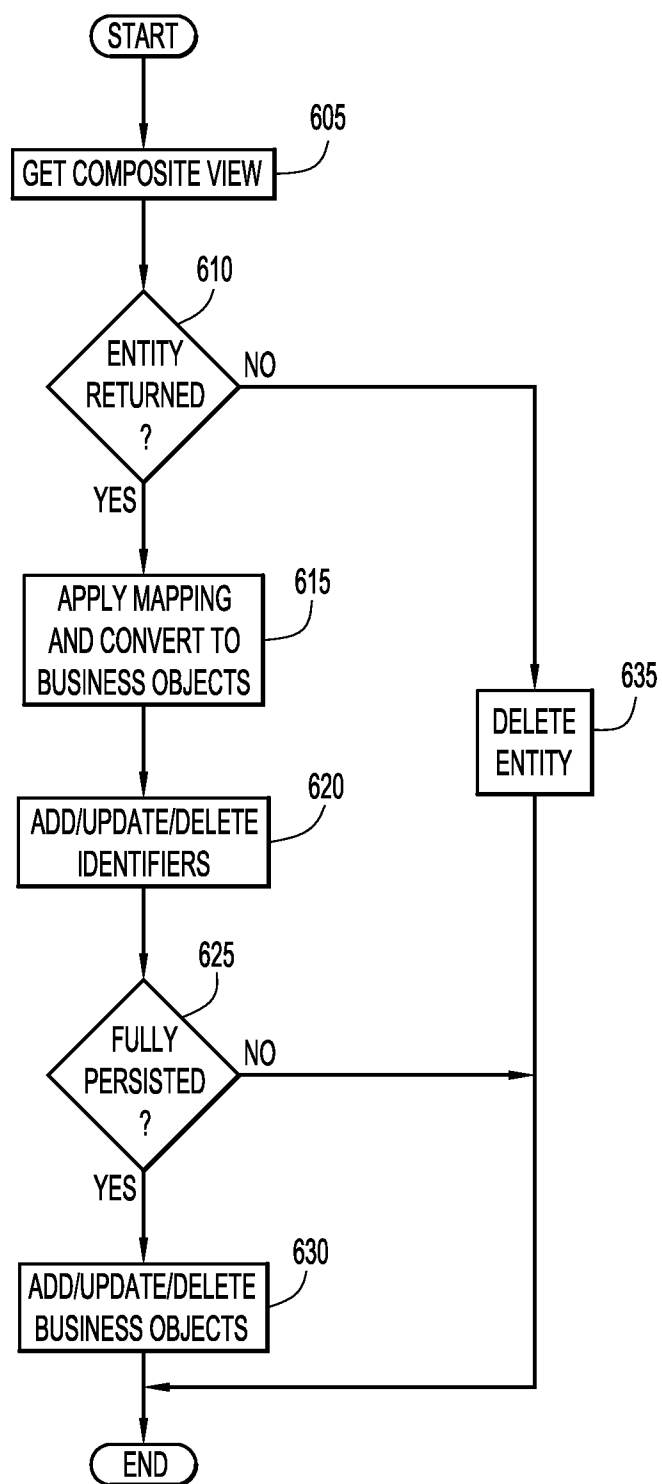 START
605
GET COMPOSITE VIEW
610
ENTITY
RETURNED
?
NO
YES
615
APPLY MAPPING
AND CONVERT TO
BUSINESS OBJECTS
635
DELETE
ENTITY
620
ADD/UPDATE/DELETE
IDENTIFIERS
625
FULLY
PERSISTED
?
NO
YES
630
ADD/UPDATE/DELETE
BUSINESS OBJECTS
END